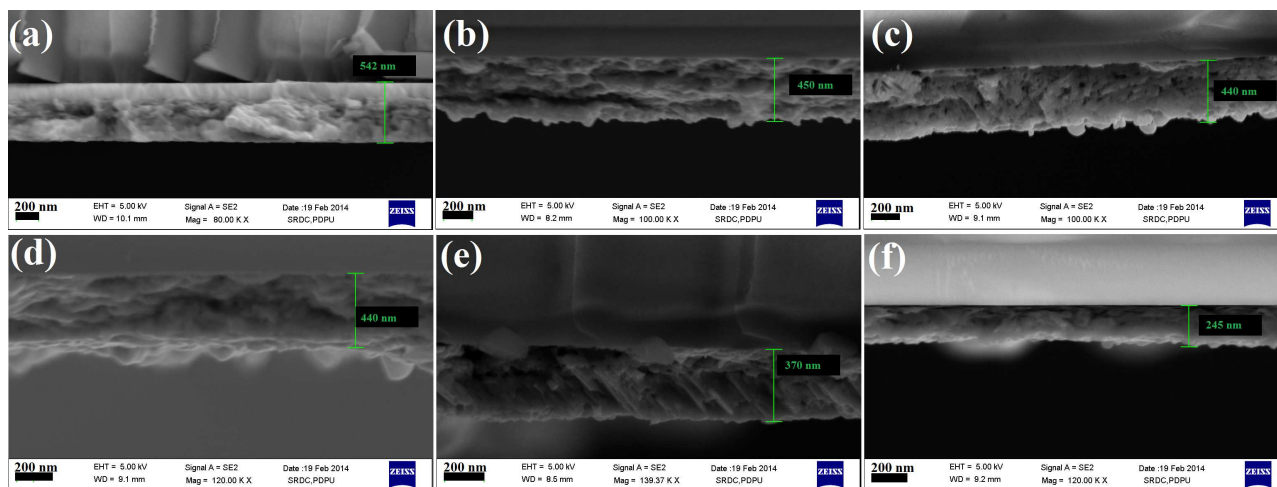 (a)
542 nm
200 nm
EHT = 5.00 kV Signal A = SE2 Date :19 Feb 2014
WD = 10.1 mm Mag = 80.00 K X SRDC,PDPU
ZEISS
(b)
450 nm
200 nm
EHT = 5.00 kV Signal A = SE2 Date :19 Feb 2014
WD = 8.2 mm Mag = 100.00 K X SRDC,PDPU
ZEISS
(c)
440 nm
200 nm
EHT = 5.00 kV Signal A = SE2 Date :19 Feb 2014
WD = 9.1 mm Mag = 100.00 K X SRDC,PDPU
ZEISS
(d)
440 nm
200 nm
EHT = 5.00 kV Signal A = SE2 Date :19 Feb 2014
WD = 9.1 mm Mag = 120.00 K X SRDC,PDPU
ZEISS
(e)
370 nm
200 nm
EHT = 5.00 kV Signal A = SE2 Date :19 Feb 2014
WD = 8.5 mm Mag = 139.37 K X SRDC,PDPU
ZEISS
(f)
245 nm
200 nm
EHT = 5.00 kV Signal A = SE2 Date :19 Feb 2014
WD = 9.2 mm Mag = 120.00 K X SRDC,PDPU
ZEISS